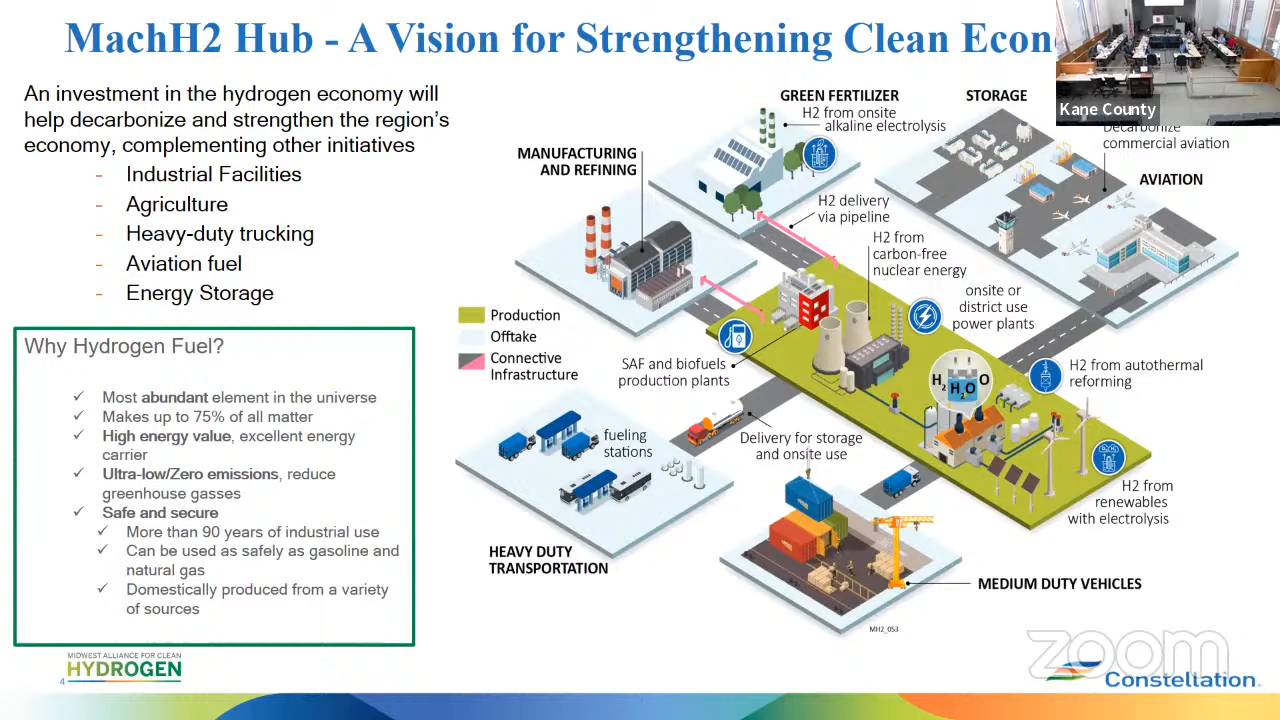 MachH2 Hub - A Vision for Strengthening Clean Econ
Kane County
An investment in the hydrogen economy will
help decarbonize and strengthen the region's
economy, complementing other initiatives
- Industrial Facilities
- Agriculture
- Heavy-duty trucking
- Aviation fuel
- Energy Storage
Why Hydrogen Fuel?
✓ Most abundant element in the universe
✓ Makes up to 75% of all matter
✓ High energy value, excellent energy
carrier
✓ Ultra-low/Zero emissions, reduce
greenhouse gasses
✓ Safe and secure
✓ More than 90 years of industrial use
✓ Can be used as safely as gasoline and
natural gas
✓ Domestically produced from a variety
of sources
GREEN FERTILIZER
H2 from onsite
alkaline electrolysis
STORAGE
Decarbonize
commercial aviation
AVIATION
MANUFACTURING
AND REFINING
H2 delivery
via pipeline
H2 from
carbon-free
nuclear energy
onsite or
district use
power plants
Production
Offtake
Connective
Infrastructure
SAF and biofuels
production plants
H2 H2O O
H2 from autothermal
reforming
fueling
stations
Delivery for storage
and onsite use
H2 from
renewables
with electrolysis
HEAVY DUTY
TRANSPORTATION
MEDIUM DUTY VEHICLES
MH2_053
MIDWEST ALLIANCE FOR CLEAN
HYDROGEN
4
zoom
Constellation